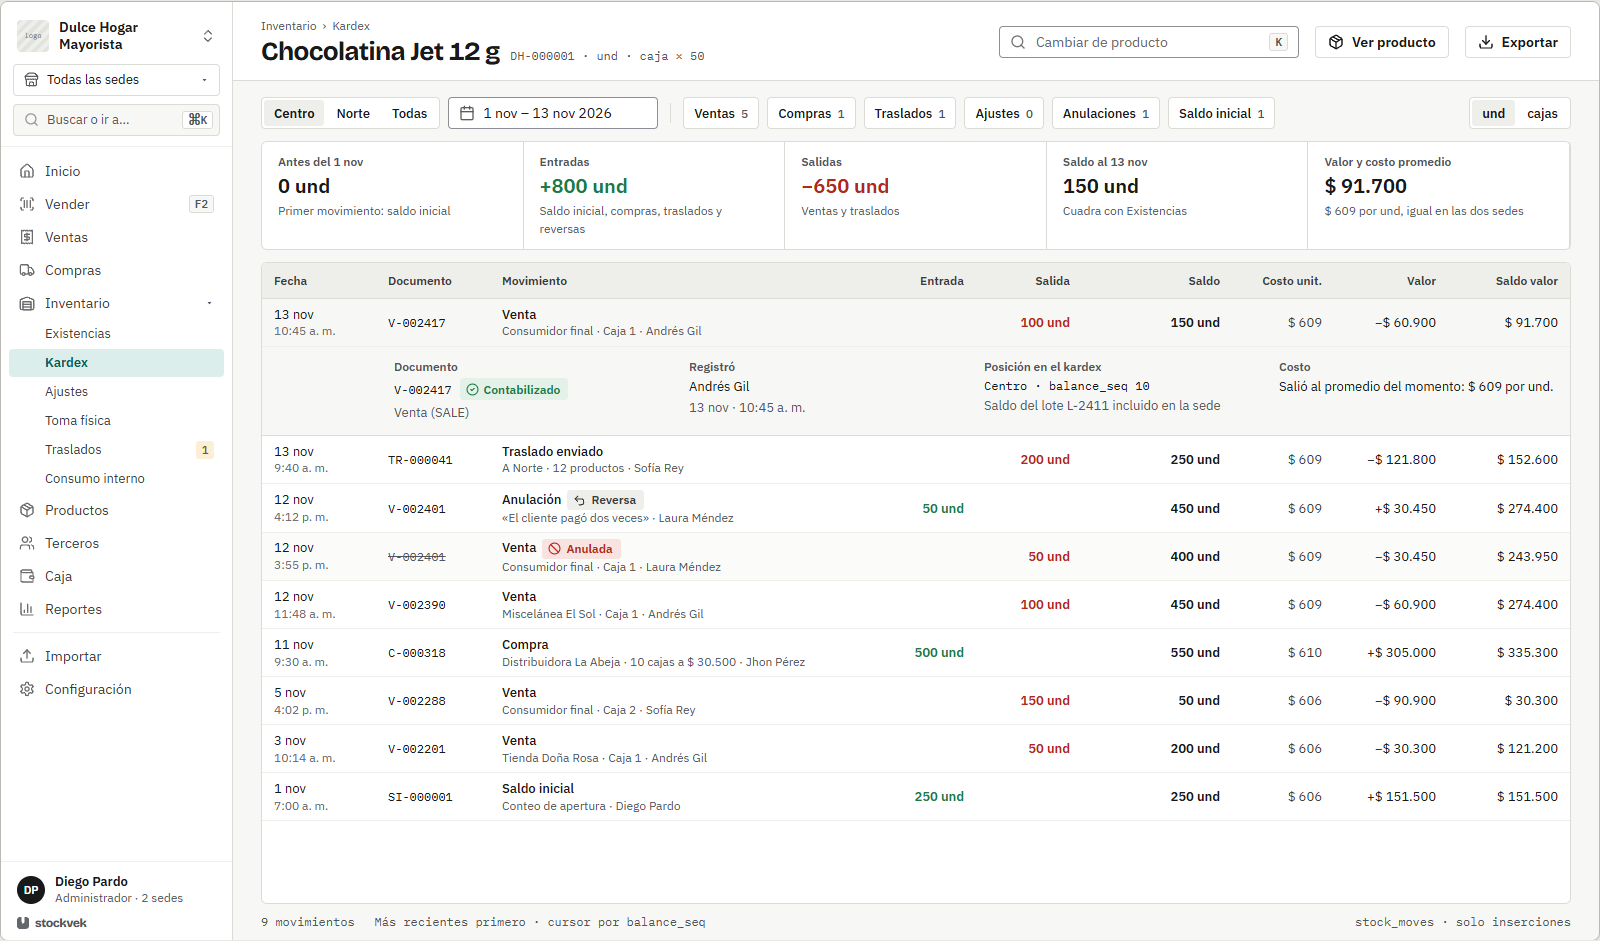 logo
Dulce Hogar
Mayorista
Todas las sedes
Buscar o ir a...
⌘K
Inicio
Vender
F2
Ventas
Compras
Inventario
Existencias
Kardex
Ajustes
Toma física
Traslados
1
Consumo interno
Productos
Terceros
Caja
Reportes
Importar
Configuración
DP
Diego Pardo
Administrador · 2 sedes
stockvek
Inventario › Kardex
Chocolatina Jet 12 g DH-000001 · und · caja × 50
Cambiar de producto K
Ver producto
Exportar
Centro Norte Todas
1 nov – 13 nov 2026
Ventas 5
Compras 1
Traslados 1
Ajustes 0
Anulaciones 1
Saldo inicial 1
und cajas
Antes del 1 nov
0 und
Primer movimiento: saldo inicial
Entradas
+800 und
Saldo inicial, compras, traslados y
reversas
Salidas
−650 und
Ventas y traslados
Saldo al 13 nov
150 und
Cuadra con Existencias
Valor y costo promedio
$ 91.700
$ 609 por und, igual en las dos sedes
Fecha Documento Movimiento Entrada Salida Saldo Costo unit. Valor Saldo valor
13 nov
10:45 a. m.
V-002417
Venta
Consumidor final · Caja 1 · Andrés Gil
100 und 150 und $ 609 −$ 60.900 $ 91.700
Documento
V-002417 Contabilizado
Venta (SALE)
Registró
Andrés Gil
13 nov · 10:45 a. m.
Posición en el kardex
Centro · balance_seq 10
Saldo del lote L-2411 incluido en la sede
Costo
Salió al promedio del momento: $ 609 por und.
13 nov
9:40 a. m.
TR-000041
Traslado enviado
A Norte · 12 productos · Sofía Rey
200 und 250 und $ 609 −$ 121.800 $ 152.600
12 nov
4:12 p. m.
V-002401
Anulación Reversa
«El cliente pagó dos veces» · Laura Méndez
50 und 450 und $ 609 +$ 30.450 $ 274.400
12 nov
3:55 p. m.
V-002401
Venta Anulada
Consumidor final · Caja 1 · Laura Méndez
50 und 400 und $ 609 −$ 30.450 $ 243.950
12 nov
11:48 a. m.
V-002390
Venta
Miscelánea El Sol · Caja 1 · Andrés Gil
100 und 450 und $ 609 −$ 60.900 $ 274.400
11 nov
9:30 a. m.
C-000318
Compra
Distribuidora La Abeja · 10 cajas a $ 30.500 · Jhon Pérez
500 und 550 und $ 610 +$ 305.000 $ 335.300
5 nov
4:02 p. m.
V-002288
Venta
Consumidor final · Caja 2 · Sofía Rey
150 und 50 und $ 606 −$ 90.900 $ 30.300
3 nov
10:14 a. m.
V-002201
Venta
Tienda Doña Rosa · Caja 1 · Andrés Gil
50 und 200 und $ 606 −$ 30.300 $ 121.200
1 nov
7:00 a. m.
SI-000001
Saldo inicial
Conteo de apertura · Diego Pardo
250 und 250 und $ 606 +$ 151.500 $ 151.500
9 movimientos Más recientes primero · cursor por balance_seq
stock_moves · solo inserciones